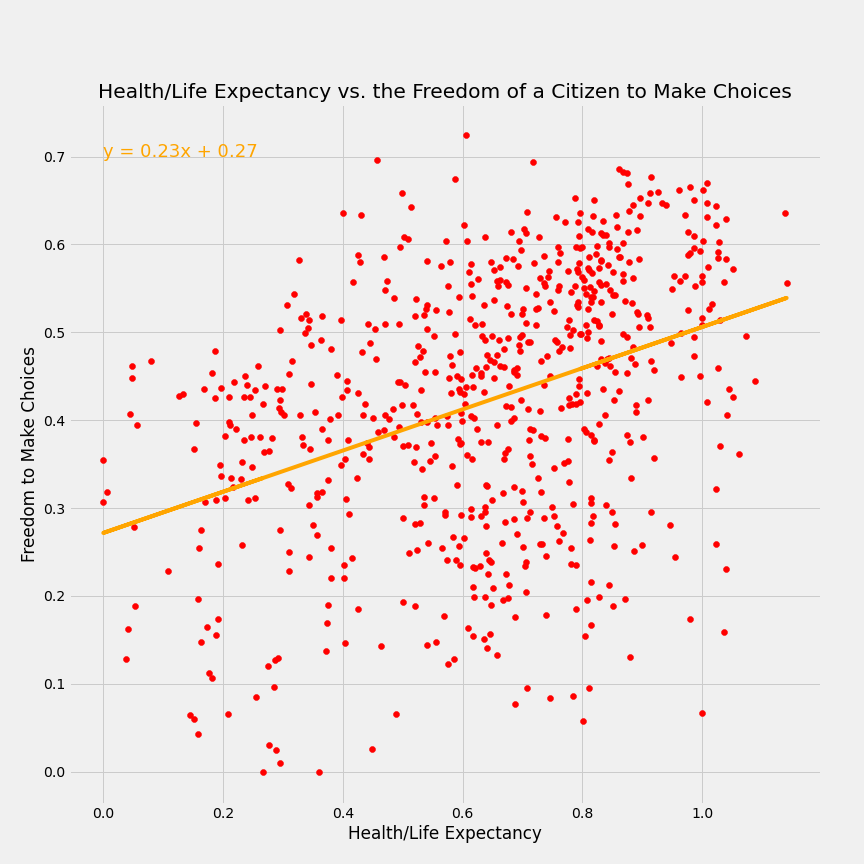 Health/Life Expectancy vs. the Freedom of a Citizen to Make Choices
y = 0.23x + 0.27
0.7
0.6
0.5
0.4
0.3
0.2
0.1
0.0
Freedom to Make Choices
0.0 0.2 0.4 0.6 0.8 1.0
Health/Life Expectancy